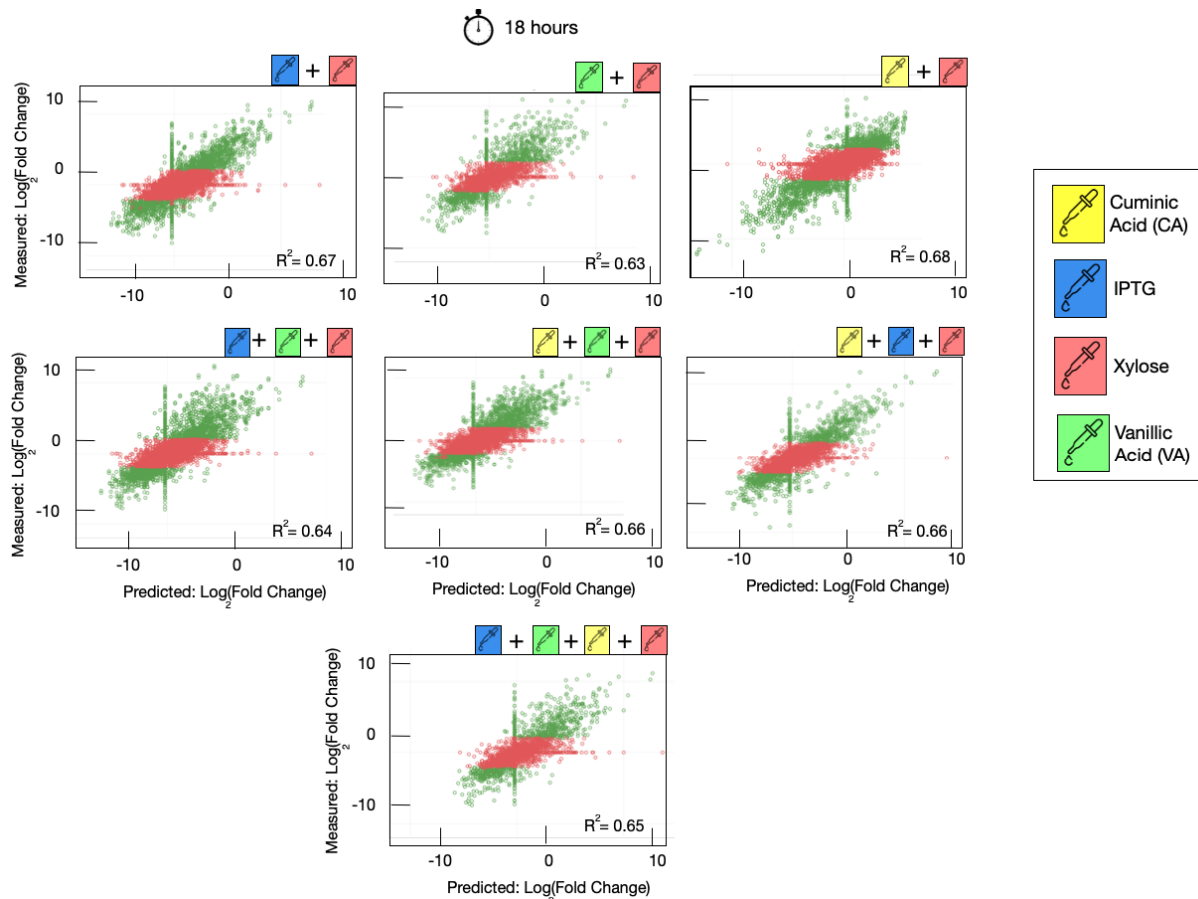 18 hours
+
+
+
Measured: Log₂(Fold Change)
10
0
-10
R²= 0.67
R²= 0.63
R²= 0.68
-10
0
10
-10
0
10
-10
0
10
Cuminic
Acid (CA)
IPTG
Xylose
Vanillic
Acid (VA)
+ +
+ +
+ +
Measured: Log₂(Fold Change)
10
0
-10
R²= 0.64
R²= 0.66
R²= 0.66
-10
0
10
-10
0
10
-10
0
10
Predicted: Log₂(Fold Change)
Predicted: Log₂(Fold Change)
Predicted: Log₂(Fold Change)
+ + +
Measured: Log₂(Fold Change)
10
0
-10
R²= 0.65
-10
0
10
Predicted: Log₂(Fold Change)